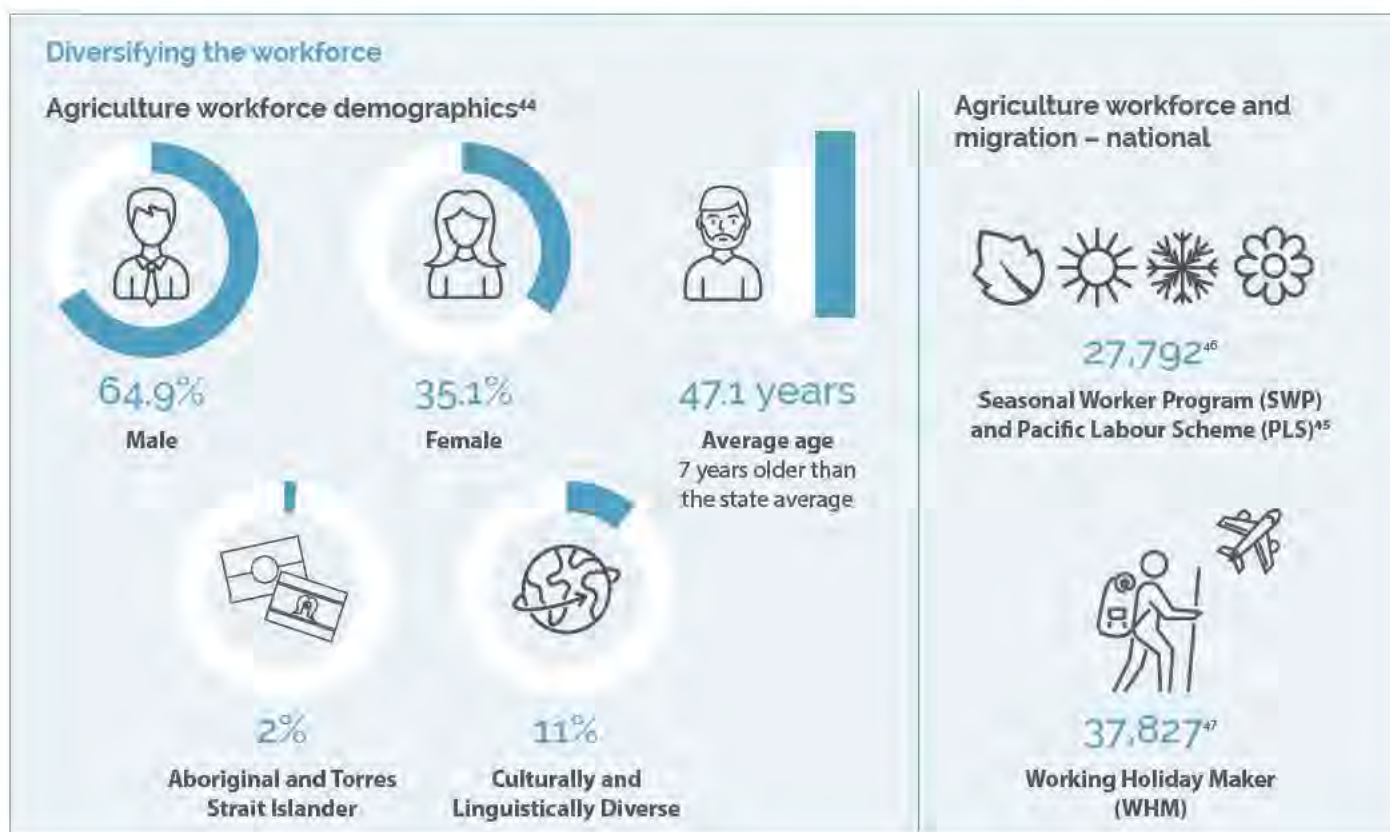 Diversifying the workforce
Agriculture workforce demographics⁴⁴
64.9%
Male
35.1%
Female
47.1 years
Average age
7 years older than
the state average
2%
Aboriginal and Torres
Strait Islander
11%
Culturally and
Linguistically Diverse
Agriculture workforce and
migration – national
27,792⁴⁶
Seasonal Worker Program (SWP)
and Pacific Labour Scheme (PLS)⁴⁵
37,827⁴⁷
Working Holiday Maker
(WHM)